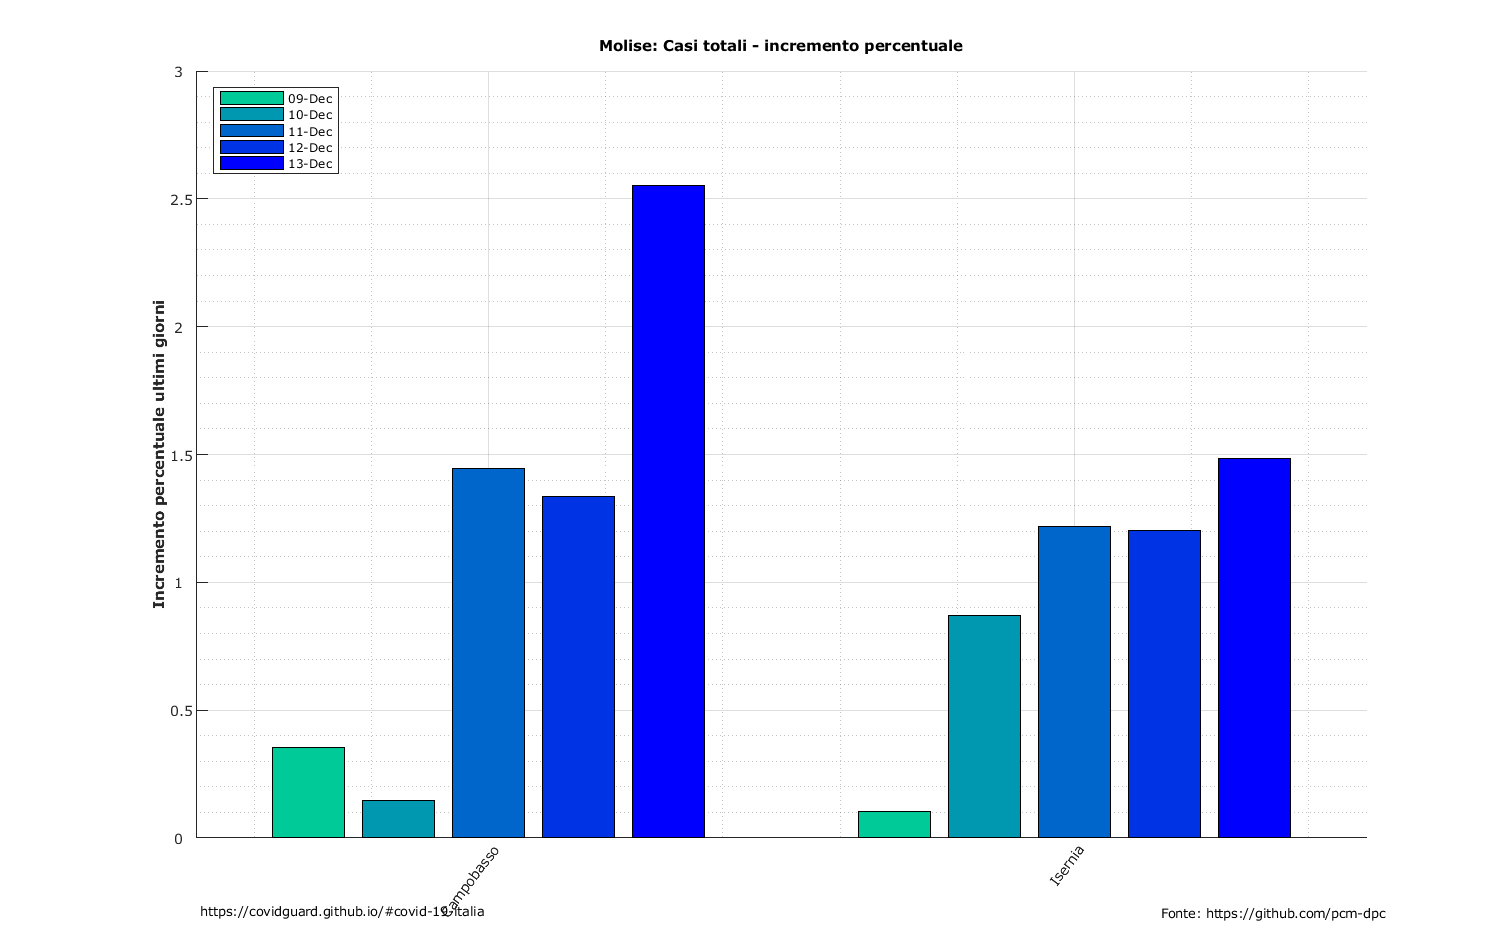 Molise: Casi totali - incremento percentuale
3
2.5
2
1.5
1
0.5
0
Incremento percentuale ultimi giorni
09-Dec
10-Dec
11-Dec
12-Dec
13-Dec
Campobasso
Isernia
https://covidguard.github.io/#covid-19-italia
Fonte: https://github.com/pcm-dpc